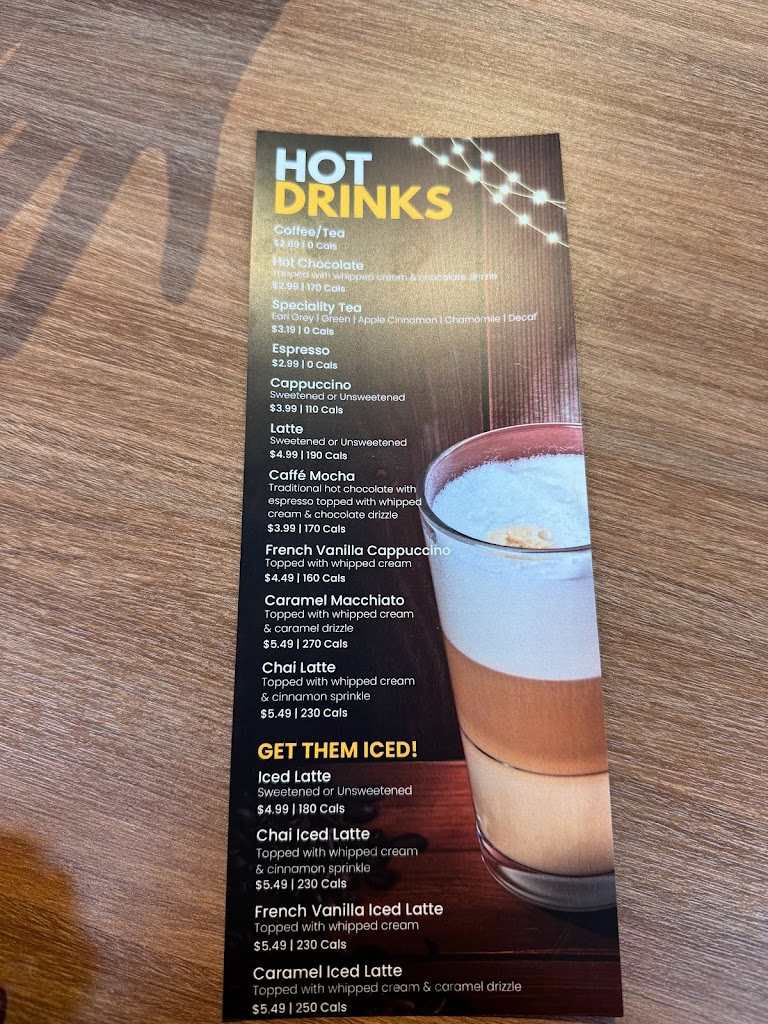 HOT
DRINKS
Coffee/Tea
$2.89 | 0 Cals
Hot Chocolate
Topped with whipped cream & chocolate drizzle
$2.99 | 170 Cals
Speciality Tea
Earl Grey | Green | Apple Cinnamon | Chamomile | Decaf
$3.19 | 0 Cals
Espresso
$2.99 | 0 Cals
Cappuccino
Sweetened or Unsweetened
$3.99 | 110 Cals
Latte
Sweetened or Unsweetened
$4.99 | 190 Cals
Caffé Mocha
Traditional hot chocolate with
espresso topped with whipped
cream & chocolate drizzle
$3.99 | 170 Cals
French Vanilla Cappuccino
Topped with whipped cream
$4.49 | 160 Cals
Caramel Macchiato
Topped with whipped cream
& caramel drizzle
$5.49 | 270 Cals
Chai Latte
Topped with whipped cream
& cinnamon sprinkle
$5.49 | 230 Cals
GET THEM ICED!
Iced Latte
Sweetened or Unsweetened
$4.99 | 180 Cals
Chai Iced Latte
Topped with whipped cream
& cinnamon sprinkle
$5.49 | 230 Cals
French Vanilla Iced Latte
Topped with whipped cream
$5.49 | 230 Cals
Caramel Iced Latte
Topped with whipped cream & caramel drizzle
$5.49 | 250 Cals